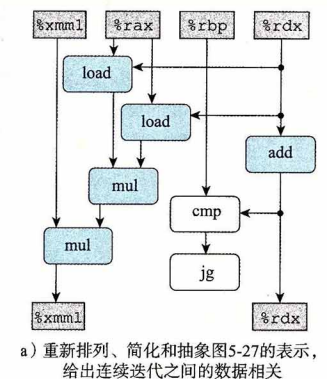 %xmm1 %rax %rbp %rdx
load
load
add
mul
cmp
mul
jg
%xmm1 %rdx
a）重新排列、简化和抽象图5-27的表示，
给出连续迭代之间的数据相关